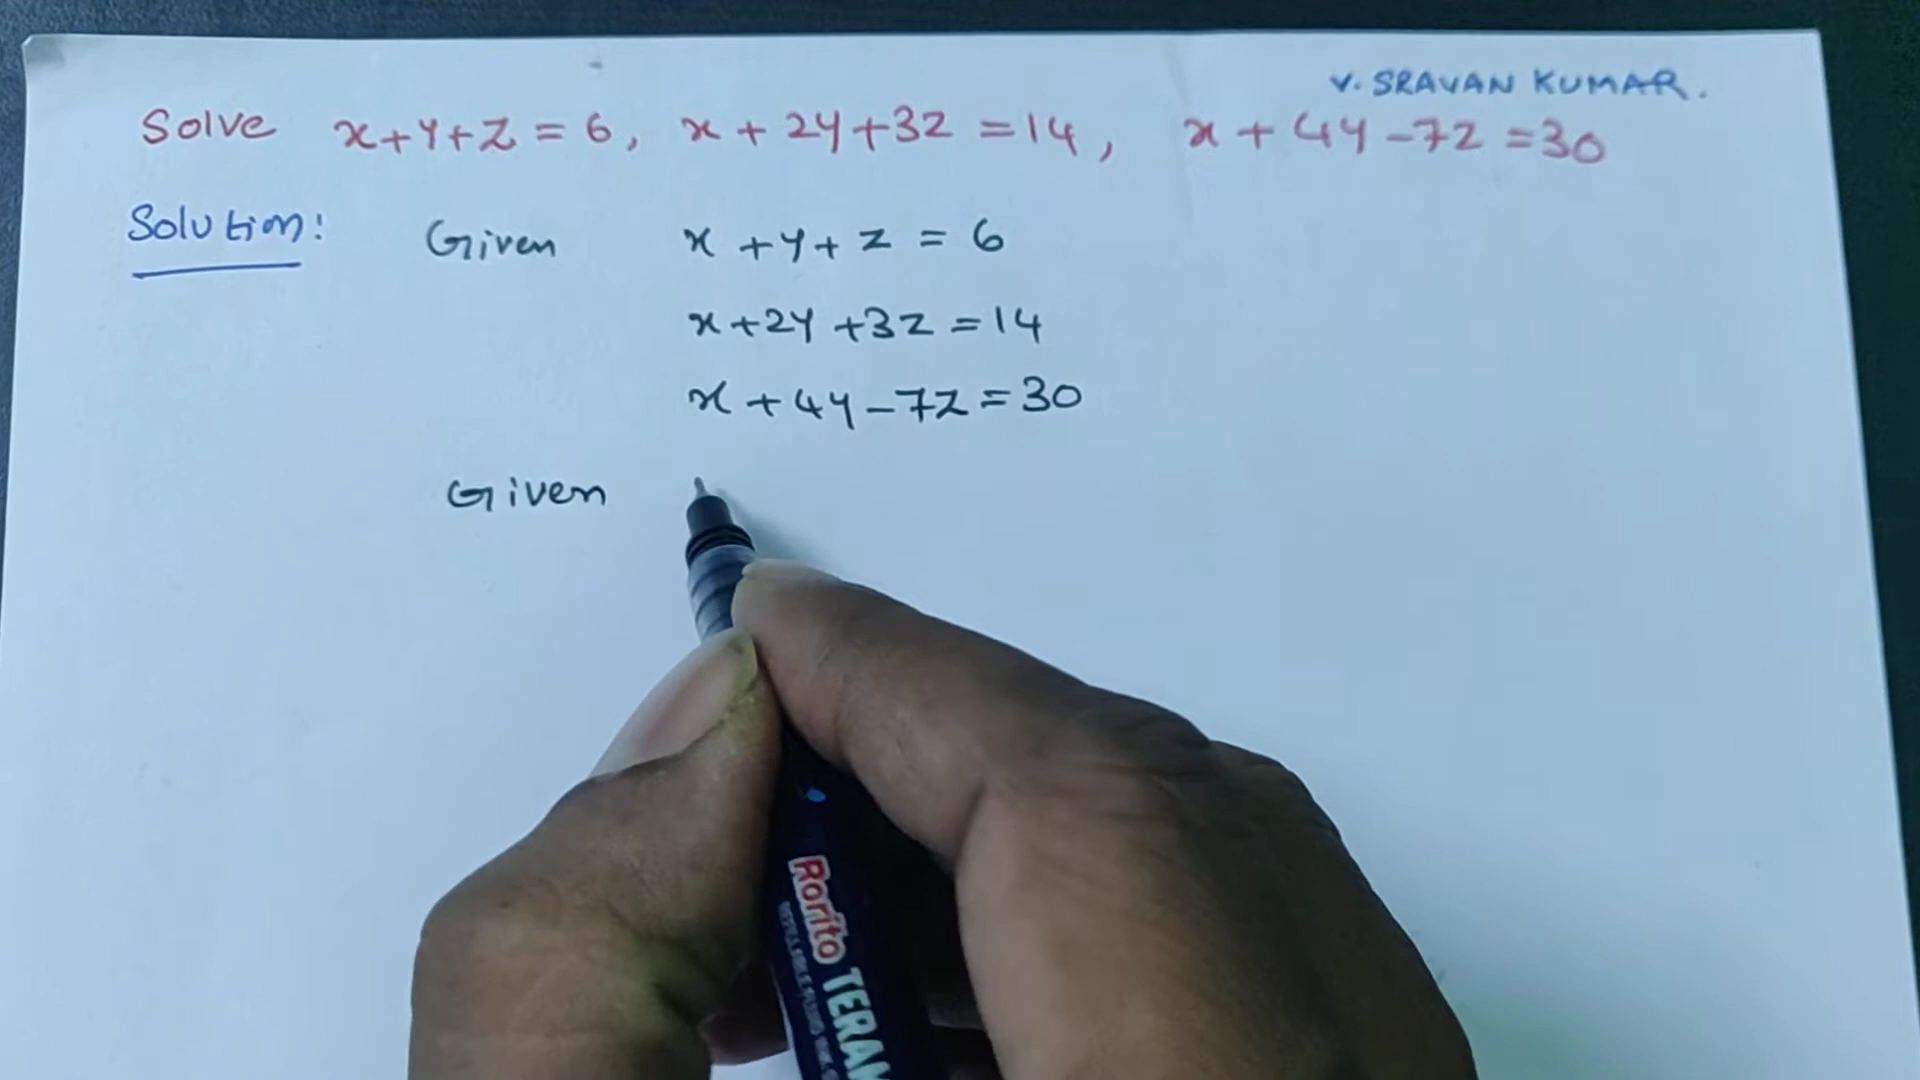 V. SRAVAN KUMAR.
Solve x+y+z=6, x+2y+3z=14, x+4y-7z=30
Solution: Given x+y+z=6
x+2y+3z=14
x+4y-7z=30
Given
Rorito TERAM